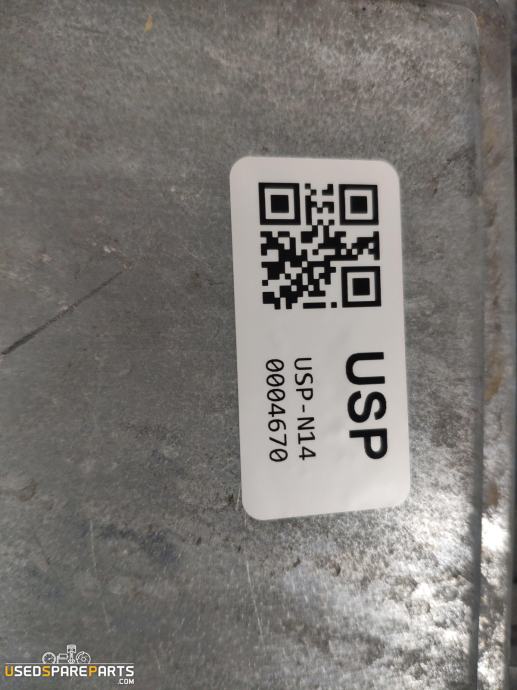 USP
USP-N14
0004670
USEDSPAREPARTS
.COM